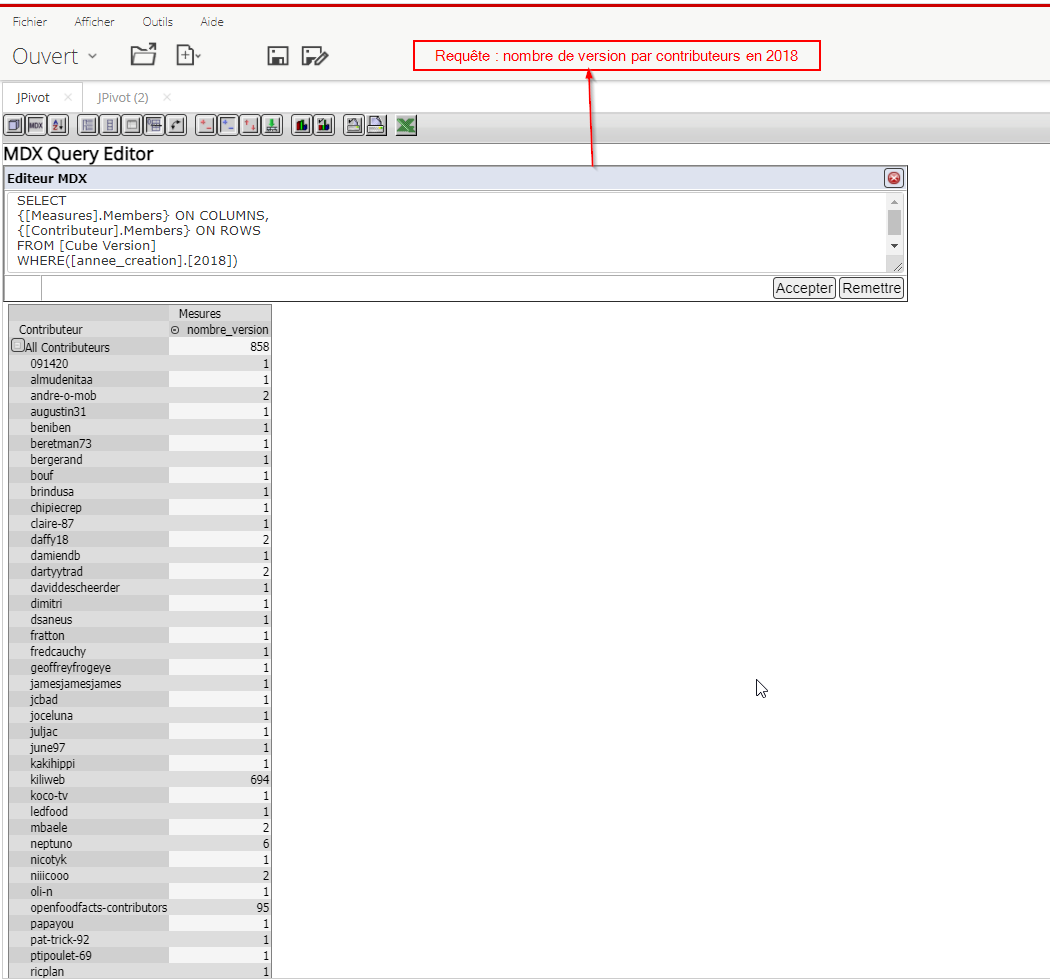 Fichier Afficher Outils Aide
Ouvert
Requête : nombre de version par contributeurs en 2018
JPivot JPivot (2)
MDX
MDX Query Editor
Editeur MDX
SELECT
{[Measures].Members} ON COLUMNS,
{[Contributeur].Members} ON ROWS
FROM [Cube Version]
WHERE([annee_creation].[2018])
Accepter Remettre
Mesures
Contributeur nombre_version
All Contributeurs 858
091420 1
almudenitaa 1
andre-o-mob 2
augustin31 1
beniben 1
beretman73 1
bergerand 1
bouf 1
brindusa 1
chipiecrep 1
claire-87 1
daffy18 2
damiendb 1
dartyytrad 2
daviddescheerder 1
dimitri 1
dsaneus 1
fratton 1
fredcauchy 1
geoffreyfrogeye 1
jamesjamesjames 1
jcbad 1
joceluna 1
juljac 1
june97 1
kakihippi 1
kiliweb 694
koco-tv 1
ledfood 1
mbaele 2
neptuno 6
nicotyk 1
niiicooo 2
oli-n 1
openfoodfacts-contributors 95
papayou 1
pat-trick-92 1
ptipoulet-69 1
ricplan 1